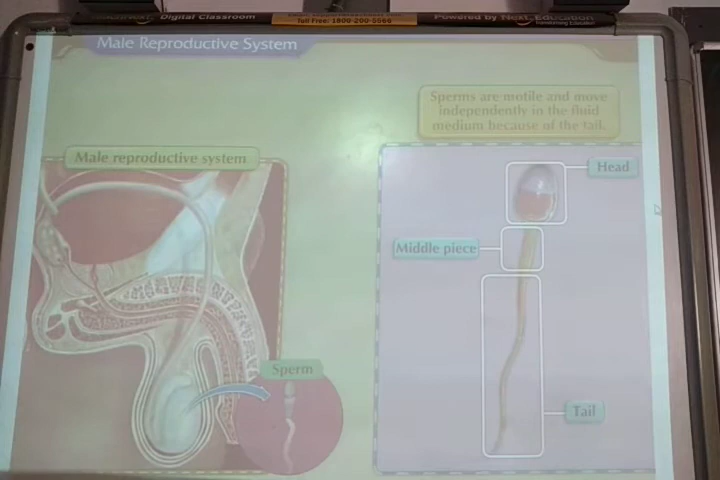 Digital Classroom
Toll Free: 1800-200-5566
Powered by Next Education
Male Reproductive System
Sperms are motile and move
independently in the fluid
medium because of the tail.
Male reproductive system
Head
Middle piece
Sperm
Tail